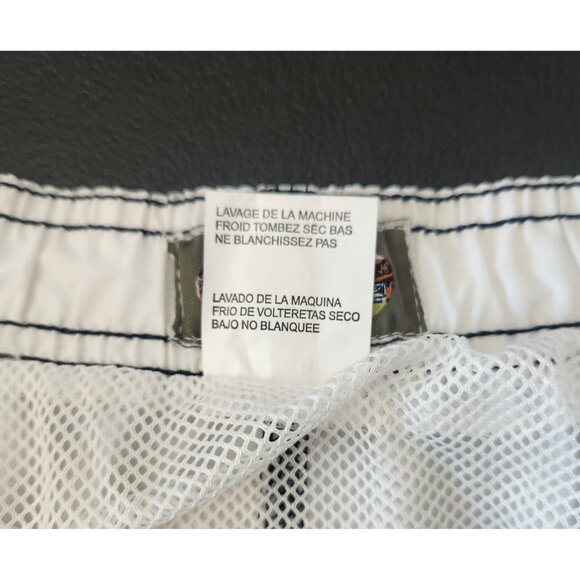 LAVAGE DE LA MACHINE
FROID TOMBEZ SÉC BAS
NE BLANCHISSEZ PAS
LAVADO DE LA MAQUINA
FRIO DE VOLTERETAS SECO
BAJO NO BLANQUEE